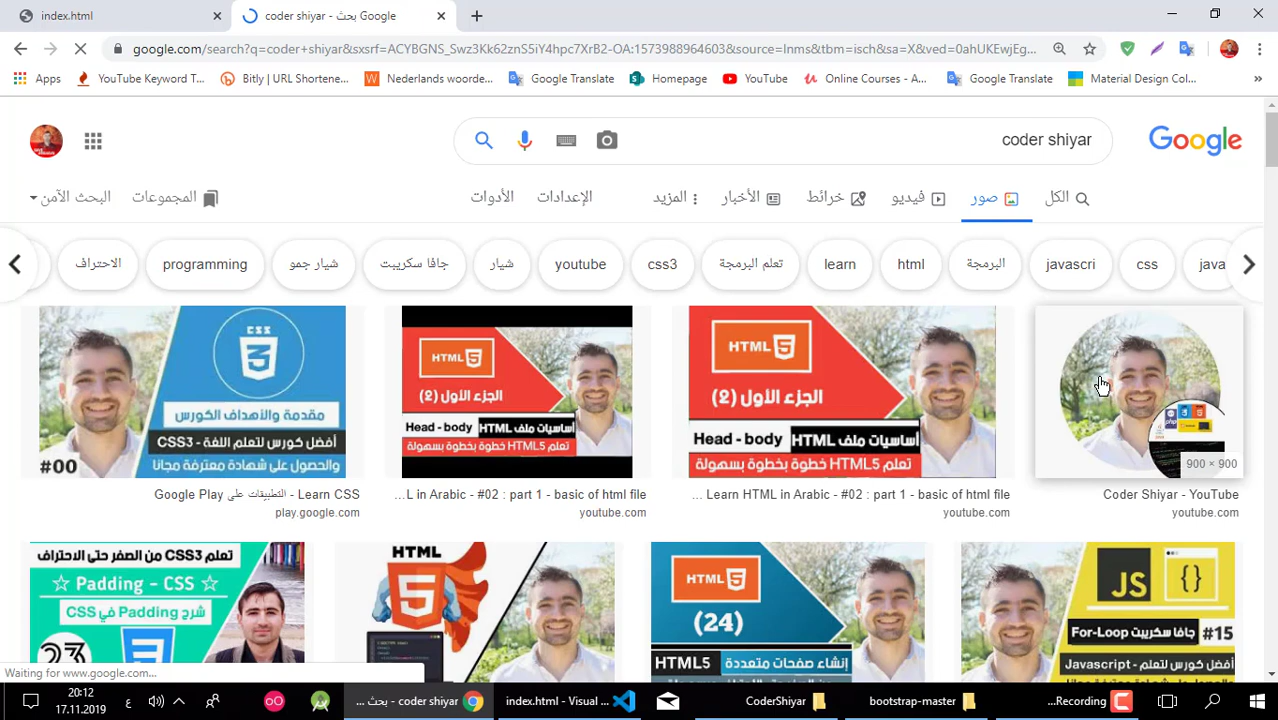 index.html
coder shiyar - بحث Google
google.com/search?q=coder+shiyar&sxsrf=ACYBGNS_Swz3Kk62znS5iY4hpc7XrB2-OA:1573988964603&source=lnms&tbm=isch&sa=X&ved=0ahUKEwjEg...
Apps
YouTube Keyword T...
Bitly | URL Shortene...
Nederlands woorde...
Google Translate
Homepage
YouTube
Online Courses - A...
Google Translate
Material Design Col...
coder shiyar
Google
الكل
صور
فيديو
خرائط
الأخبار
المزيد
الإعدادات
الأدوات
المجموعات
البحث الآمن
java
css
javascri
البرمجة
html
learn
تعلم البرمجة
css3
youtube
شيار
جافا سكريبت
شيار جمو
programming
الاحتراف
CSS
3
مقدمة والأهداف الكورس
أفضل كورس لتعلم اللغة - CSS3
والحصول على شهادة معترفة مجانا
#00
Learn CSS - التطبيقات على Google Play
play.google.com
HTML 5
الجزء الأول (2)
Head - body أساسيات ملف HTML
تعلم HTML5 خطوة بخطوة بسهولة
...L in Arabic - #02 : part 1 - basic of html file
youtube.com
HTML 5
الجزء الأول (2)
Head - body أساسيات ملف HTML
تعلم HTML5 خطوة بخطوة بسهولة
... Learn HTML in Arabic - #02 : part 1 - basic of html file
youtube.com
900 × 900
Coder Shiyar - YouTube
youtube.com
تعلم CSS3 من الصفر حتى الاحتراف
☆ Padding - CSS ☆
شرح Padding في CSS
23
HTML
5
HTML 5
(24)
HTML5 إنشاء صفحات متعددة
JS
{}
For-Loop جافا سكريبت #15
Javascript - أفضل كورس لتعلم
Waiting for www.google.com...
20:12
17.11.2019
ع
... بحث - coder shiyar
index.html - Visual ...
CoderShiyar
bootstrap-master
...Recording